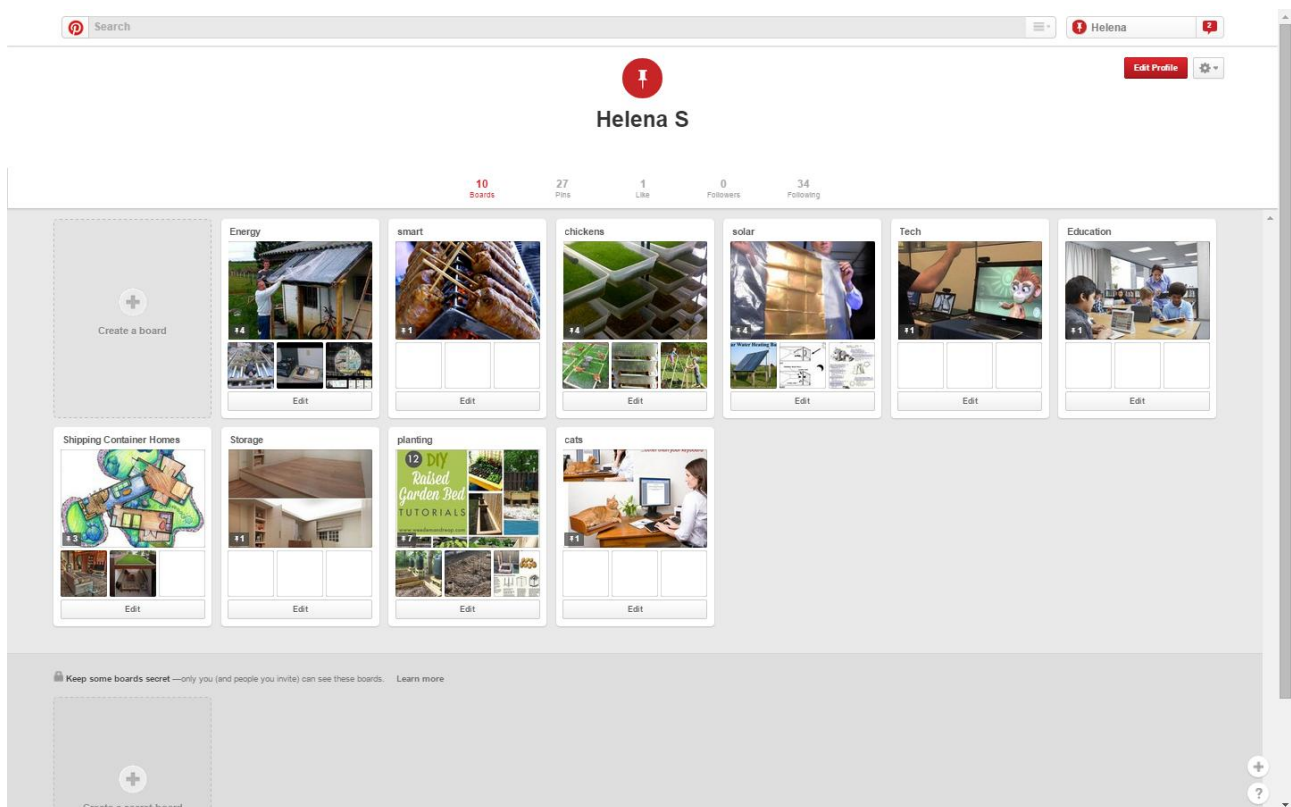 Search
Helena
2
Edit Profile
Helena S
10 27 1 0 34
Boards Pins Like Followers Following
Create a board
Energy
4
Edit
smart
1
Edit
chickens
4
Edit
solar
4
Edit
Tech
1
Edit
Education
1
Edit
Shipping Container Homes
3
Edit
Storage
1
Edit
planting
12 DIY
Raised
Garden Bed
TUTORIALS
7
Edit
cats
1
Edit
Keep some boards secret —only you (and people you invite) can see these boards. Learn more
Create a secret board
+
?